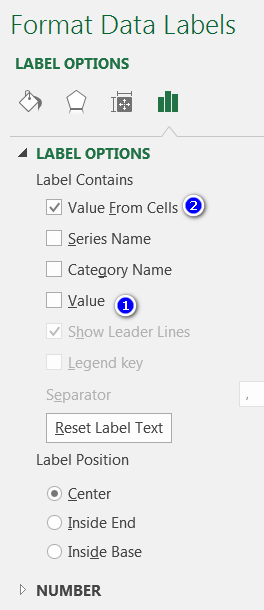 Format Data Labels
LABEL OPTIONS
LABEL OPTIONS
Label Contains
Value From Cells 2
Series Name
Category Name
Value 1
Show Leader Lines
Legend key
Separator ,
Reset Label Text
Label Position
Center
Inside End
Inside Base
NUMBER